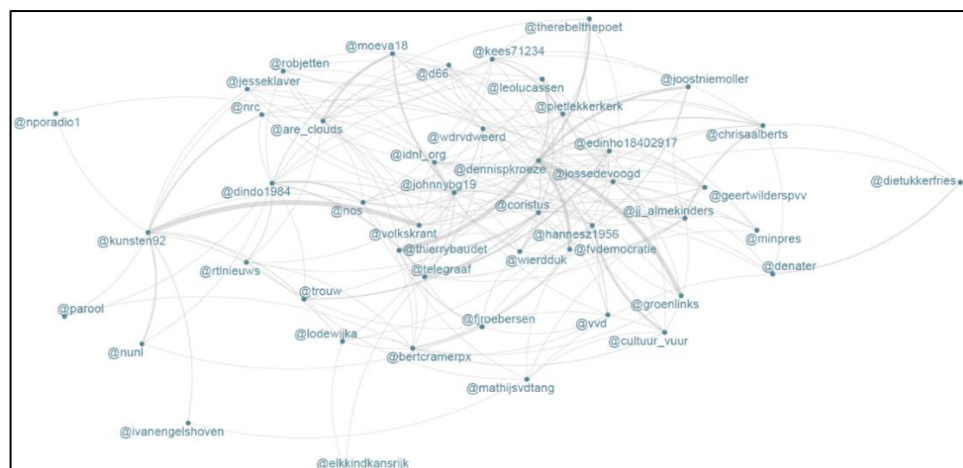 @therebelthepoet
@moeva18
@kees71234
@robjetten
@d66
@jesseklaver
@leolucassen
@joostniemoller
@nrc
@pietlekkerkerk
@nporadio1
@are_clouds
@chrisaalberts
@wdrvdweerd
@edinho18402917
@idnl_org
@dennispkroeze
@jossedevoogd
@dietukkerfries
@dindo1984
@johnnybg19
@geertwilderspvv
@nos
@coristus
@jj_almekinders
@kunsten92
@volkskrant
@hannesz1956
@minpres
@thierrybaudet
@wierdduk
@fvdemocratie
@rtlnieuws
@telegraaf
@denater
@trouw
@groenlinks
@parool
@fjroebersen
@vvd
@lodewijka
@cultuur_vuur
@nunl
@bertcramerpx
@mathijsvdtang
@ivanengelshoven
@elkkindkansrijk